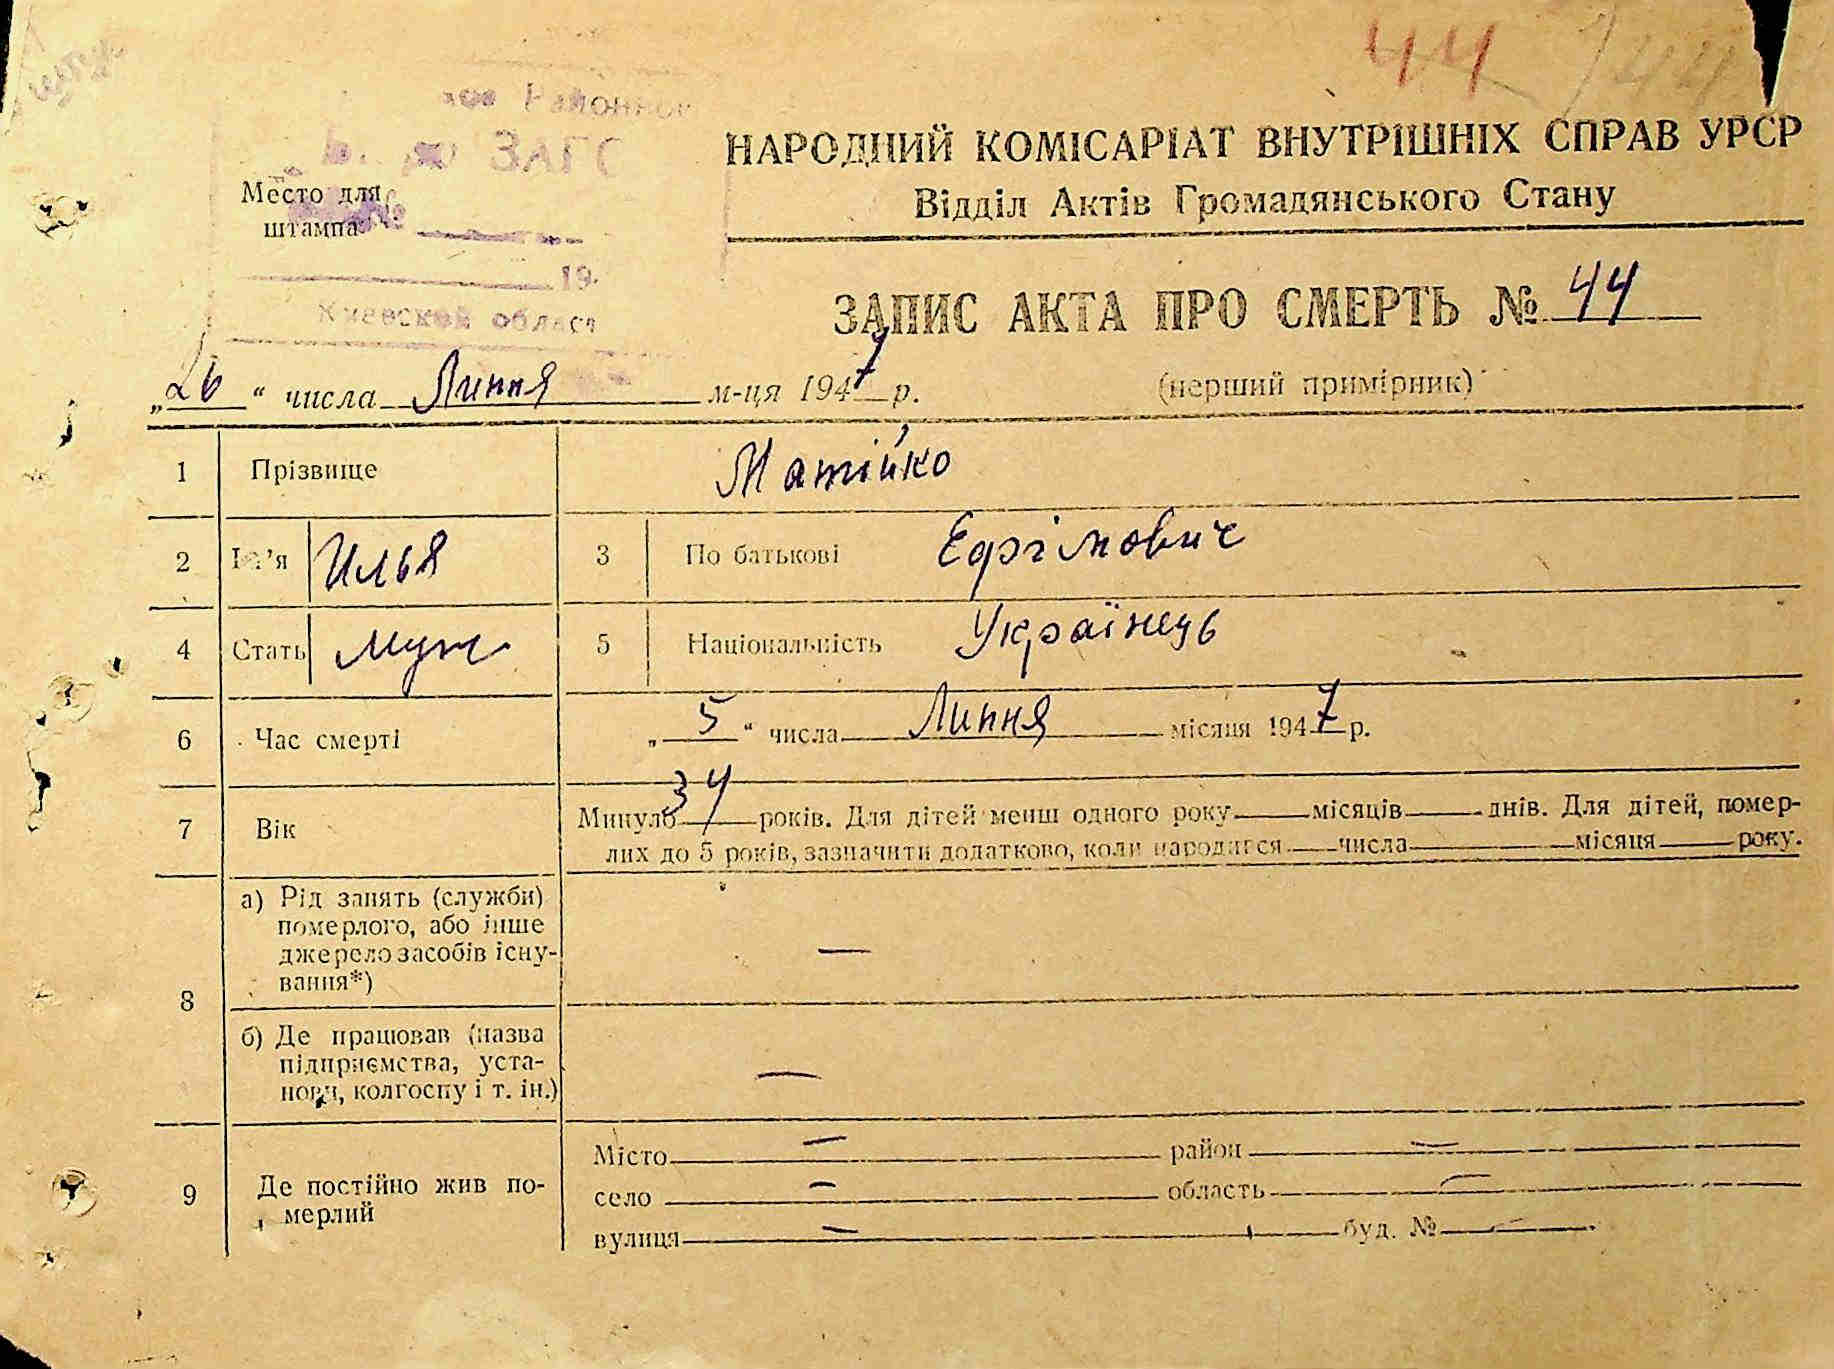 44
44
Районного
ЗАГС
Место для
штампа
19
Киевской област
НАРОДНИЙ КОМІСАРІАТ ВНУТРІШНІХ СПРАВ УРСР
Відділ Актів Громадянського Стану
ЗАПИС АКТА ПРО СМЕРТЬ № 44
„26“ числа Липня м-ця 1947 р.
(перший примірник)
1 Прізвище Матійко
2 Ім'я Илья 3 По батькові Ефрімович
4 Стать муж 5 Національність Українець
6 Час смерті „5“ числа Липня місяця 1947 р.
7 Вік Минуло 34 років. Для дітей менш одного року — місяців — днів. Для дітей, помер-
лих до 5 років, зазначити додатково, коли народився — числа — місяця — року.
8 а) Рід занять (служби)
померлого, або інше
джерело засобів існу-
вання*) —
б) Де працював (назва
підприємства, уста-
нови, колгоспу і т. ін.) —
9 Де постійно жив по-
мерлий
Місто — район —
село — область —
вулиця — буд. № —